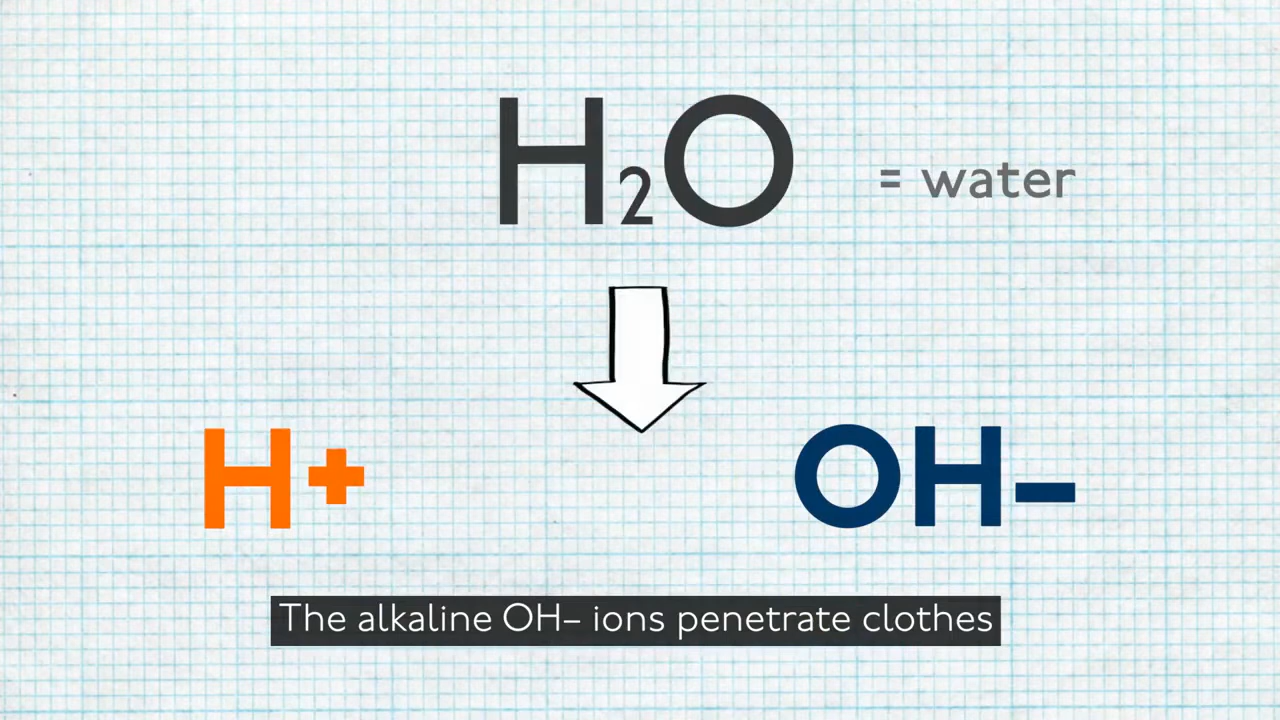 H₂O = water
H+ OH–
The alkaline OH– ions penetrate clothes